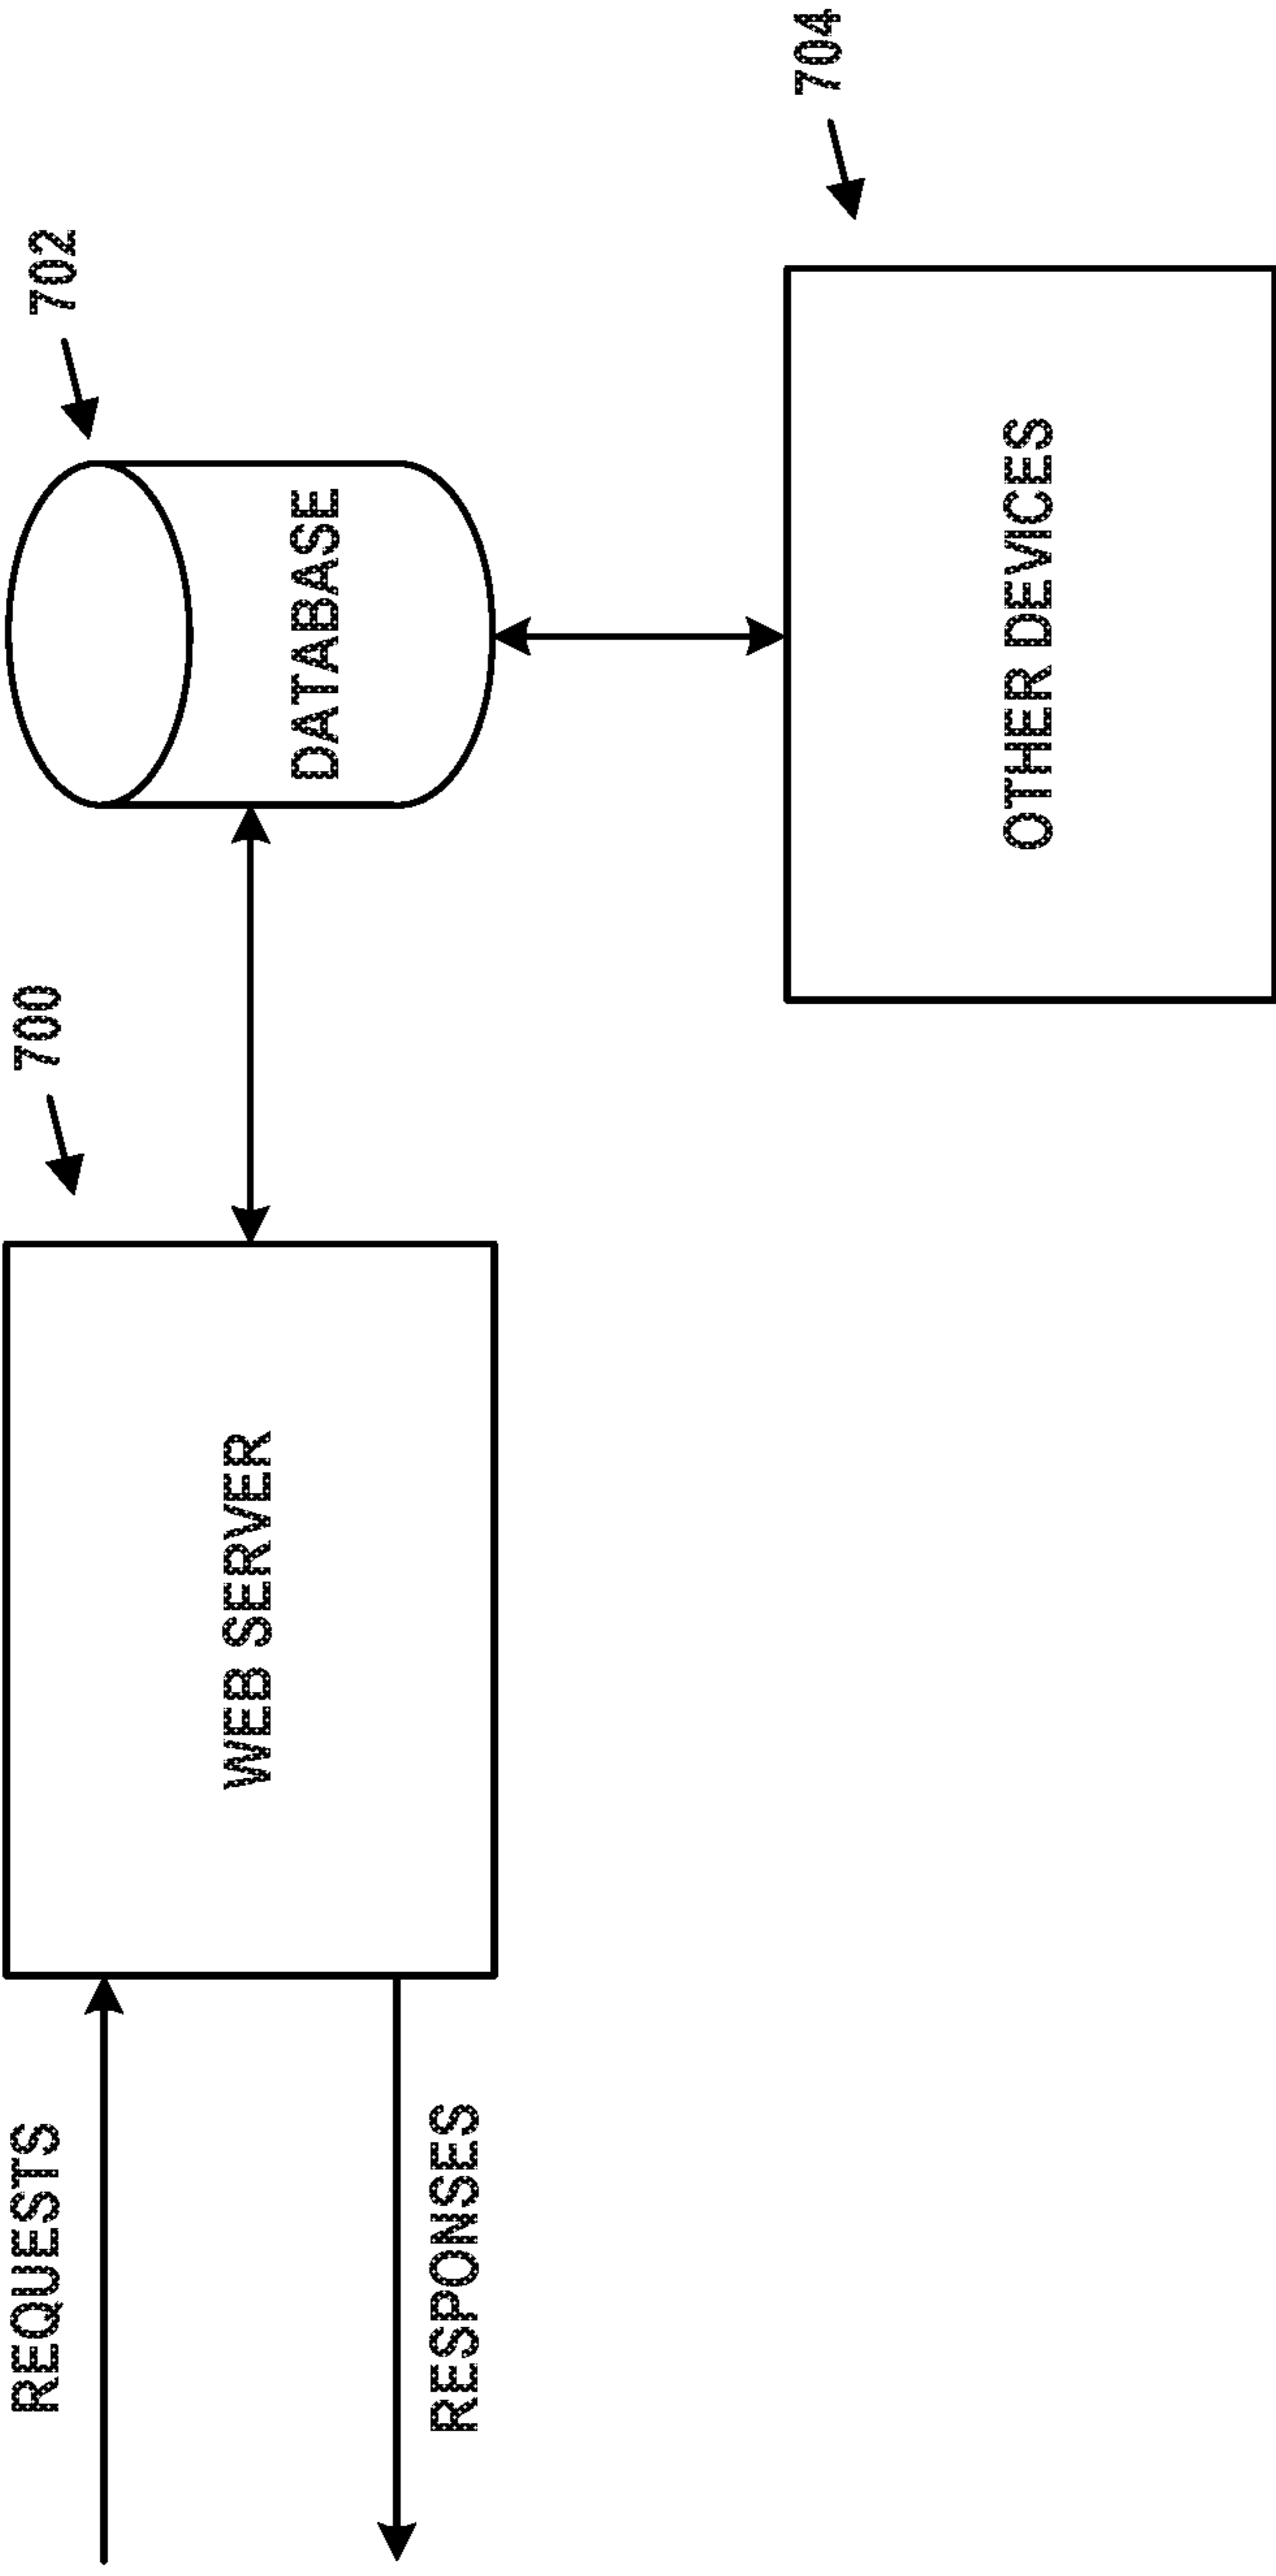 REQUESTS
RESPONSES
WEB SERVER
700
DATABASE
702
OTHER DEVICES
704